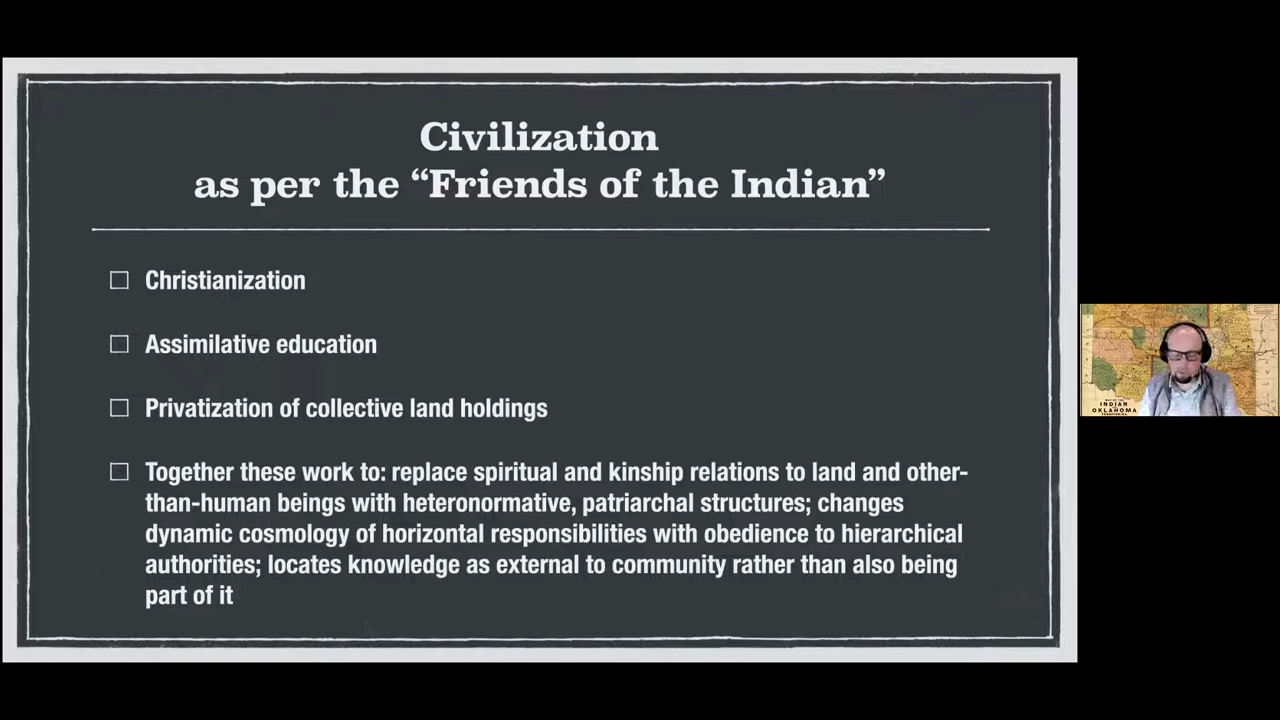 Civilization
as per the “Friends of the Indian”
Christianization
Assimilative education
Privatization of collective land holdings
Together these work to: replace spiritual and kinship relations to land and other-
than-human beings with heteronormative, patriarchal structures; changes
dynamic cosmology of horizontal responsibilities with obedience to hierarchical
authorities; locates knowledge as external to community rather than also being
part of it
INDIAN
OKLAHOMA